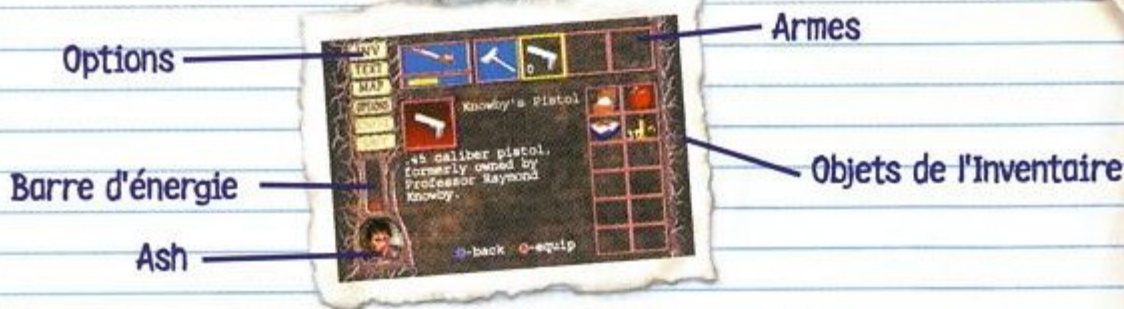 Options
Armes
Barre d'énergie
Objets de l'Inventaire
Ash
INV
TEXT
MAP
OPTIONS
0
Knowby's Pistol
.45 caliber pistol,
formerly owned by
Professor Raymond
Knowby.
-back -equip